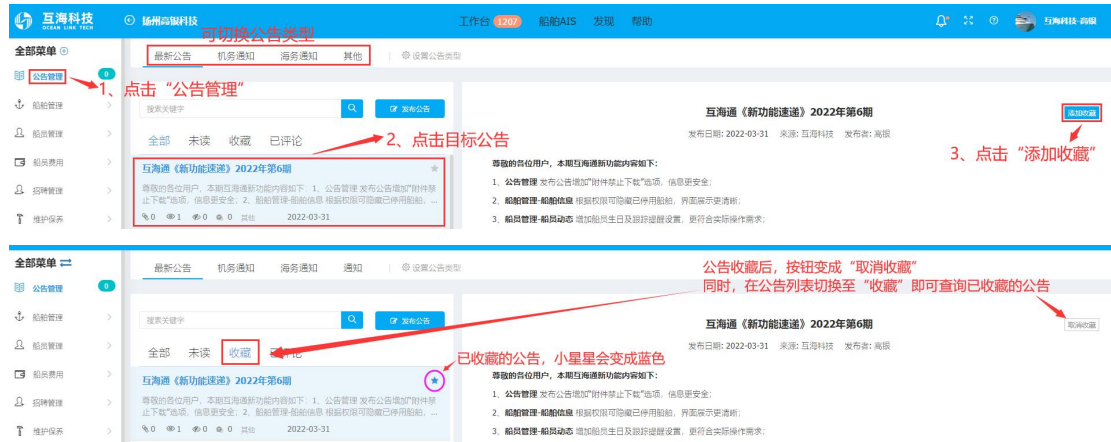 互海科技 扬州高银科技 工作台 1207 船舶AIS 发现 帮助 互海科技-高银
OCEAN LINK TECH
可切换公告类型
全部菜单 最新公告 机务通知 海务通知 其他 设置公告类型
公告管理 0
1、点击“公告管理”
搜索关键字 发布公告
互海通《新功能速递》2022年第6期
添加收藏
船舶管理
发布日期: 2022-03-31 来源: 互海科技 发布者: 高银
船员管理
全部 未读 收藏 已评论
2、点击目标公告
3、点击“添加收藏”
船员费用
互海通《新功能速递》2022年第6期
尊敬的各位用户，本期互海通新功能内容如下：
招聘管理
尊敬的各位用户，本期互海通新功能内容如下：1、公告管理 发布公告增加"附件禁
止下载"选项，信息更安全；2、船舶管理-船舶信息 根据权限可隐藏已停用船舶，...
1、公告管理 发布公告增加"附件禁止下载"选项，信息更安全；
2、船舶管理-船舶信息 根据权限可隐藏已停用船舶，界面展示更清晰；
维护保养
0 1 0 0 其他 2022-03-31
3、船员管理-船员动态 增加船员生日及跟踪提醒设置，更符合实际操作需求；
全部菜单 最新公告 机务通知 海务通知 通知 设置公告类型
公告收藏后，按钮变成“取消收藏”
同时，在公告列表切换至“收藏”即可查询已收藏的公告
公告管理 0
船舶管理
搜索关键字 发布公告
互海通《新功能速递》2022年第6期
取消收藏
船员管理
全部 未读 收藏 已评论
发布日期: 2022-03-31 来源: 互海科技 发布者: 高银
已收藏的公告，小星星会变成蓝色
船员费用
互海通《新功能速递》2022年第6期
尊敬的各位用户，本期互海通新功能内容如下：
招聘管理
尊敬的各位用户，本期互海通新功能内容如下：1、公告管理 发布公告增加"附件禁
止下载"选项，信息更安全；2、船舶管理-船舶信息 根据权限可隐藏已停用船舶，...
1、公告管理 发布公告增加"附件禁止下载"选项，信息更安全；
2、船舶管理-船舶信息 根据权限可隐藏已停用船舶，界面展示更清晰；
维护保养
0 1 0 0 其他 2022-03-31
3、船员管理-船员动态 增加船员生日及跟踪提醒设置，更符合实际操作需求；